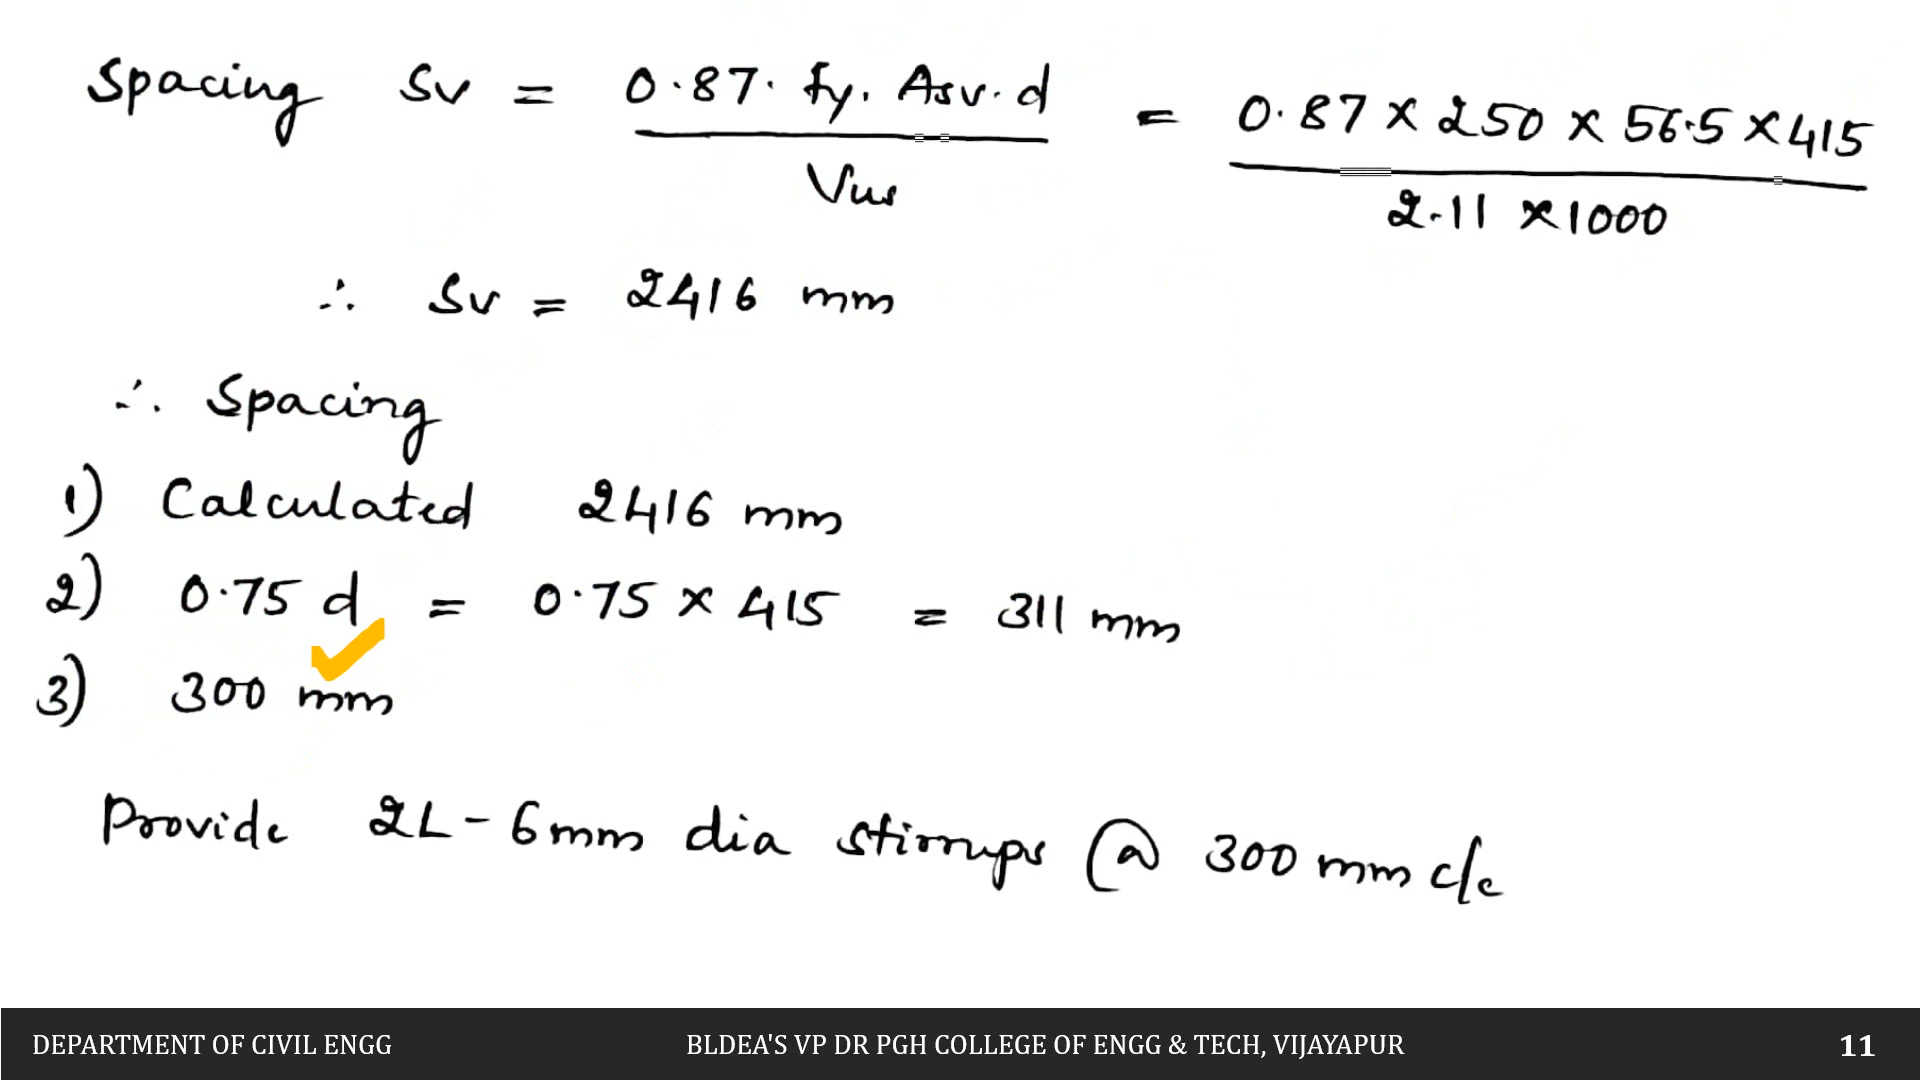 Spacing Sv = 0.87. fy. Asv. d / Vus = 0.87 x 250 x 56.5 x 415 / 2.11 x 1000
∴ Sv = 2416 mm
∴ Spacing
1) Calculated 2416 mm
2) 0.75 d = 0.75 x 415 = 311 mm
3) 300 mm
Provide 2L - 6mm dia stirrups @ 300 mm c/c
DEPARTMENT OF CIVIL ENGG BLDEA'S VP DR PGH COLLEGE OF ENGG & TECH, VIJAYAPUR 11